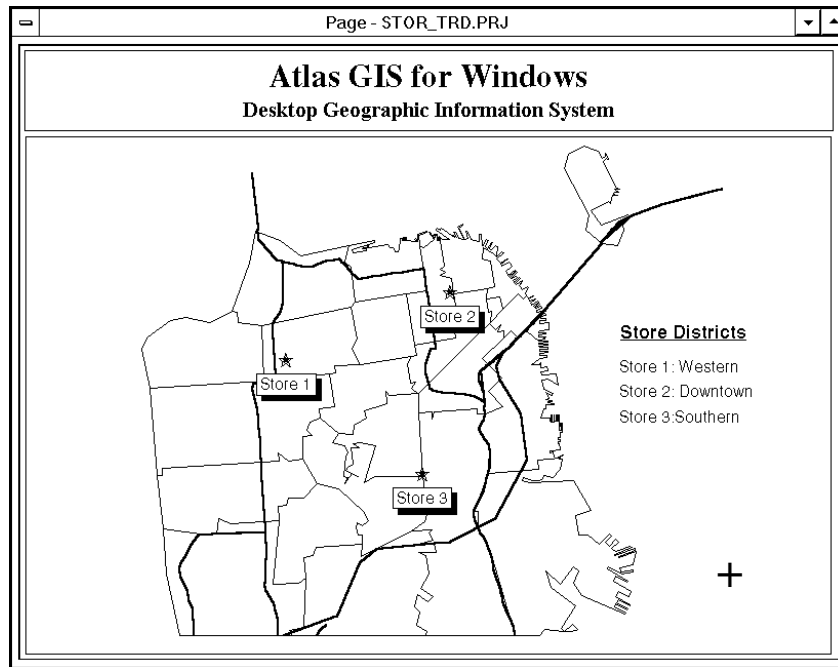 Page - STOR_TRD.PRJ
Atlas GIS for Windows
Desktop Geographic Information System
Store 2
Store Districts
Store 1: Western
Store 1
Store 2: Downtown
Store 3:Southern
Store 3